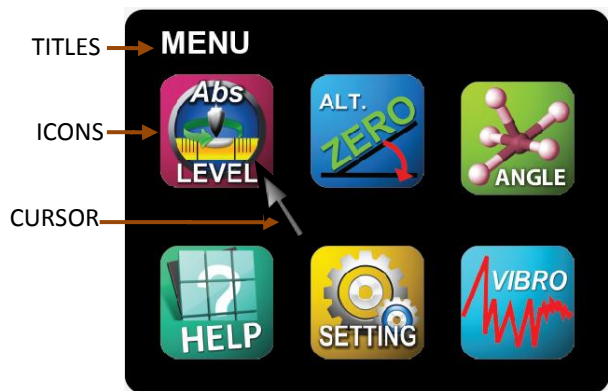 TITLES
MENU
ICONS
Abs
LEVEL
ALT.
ZERO
ANGLE
CURSOR
?
HELP
SETTING
VIBRO